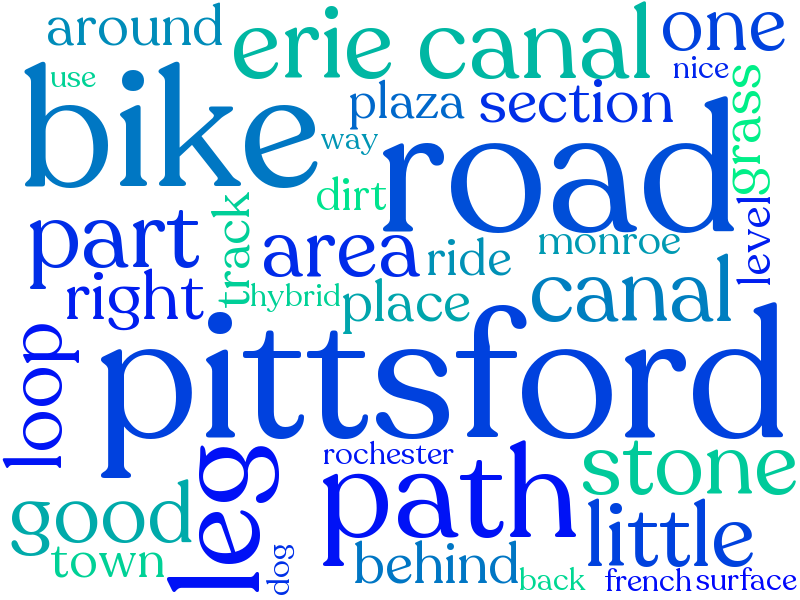 around
erie canal
one
use
nice
bike
plaza
section
grass
way
road
dirt
track
part
area
ride
monroe
level
right
hybrid
place
canal
loop
pittsford
leg
rochester
path
stone
good
little
town
dog
behind
back
french
surface